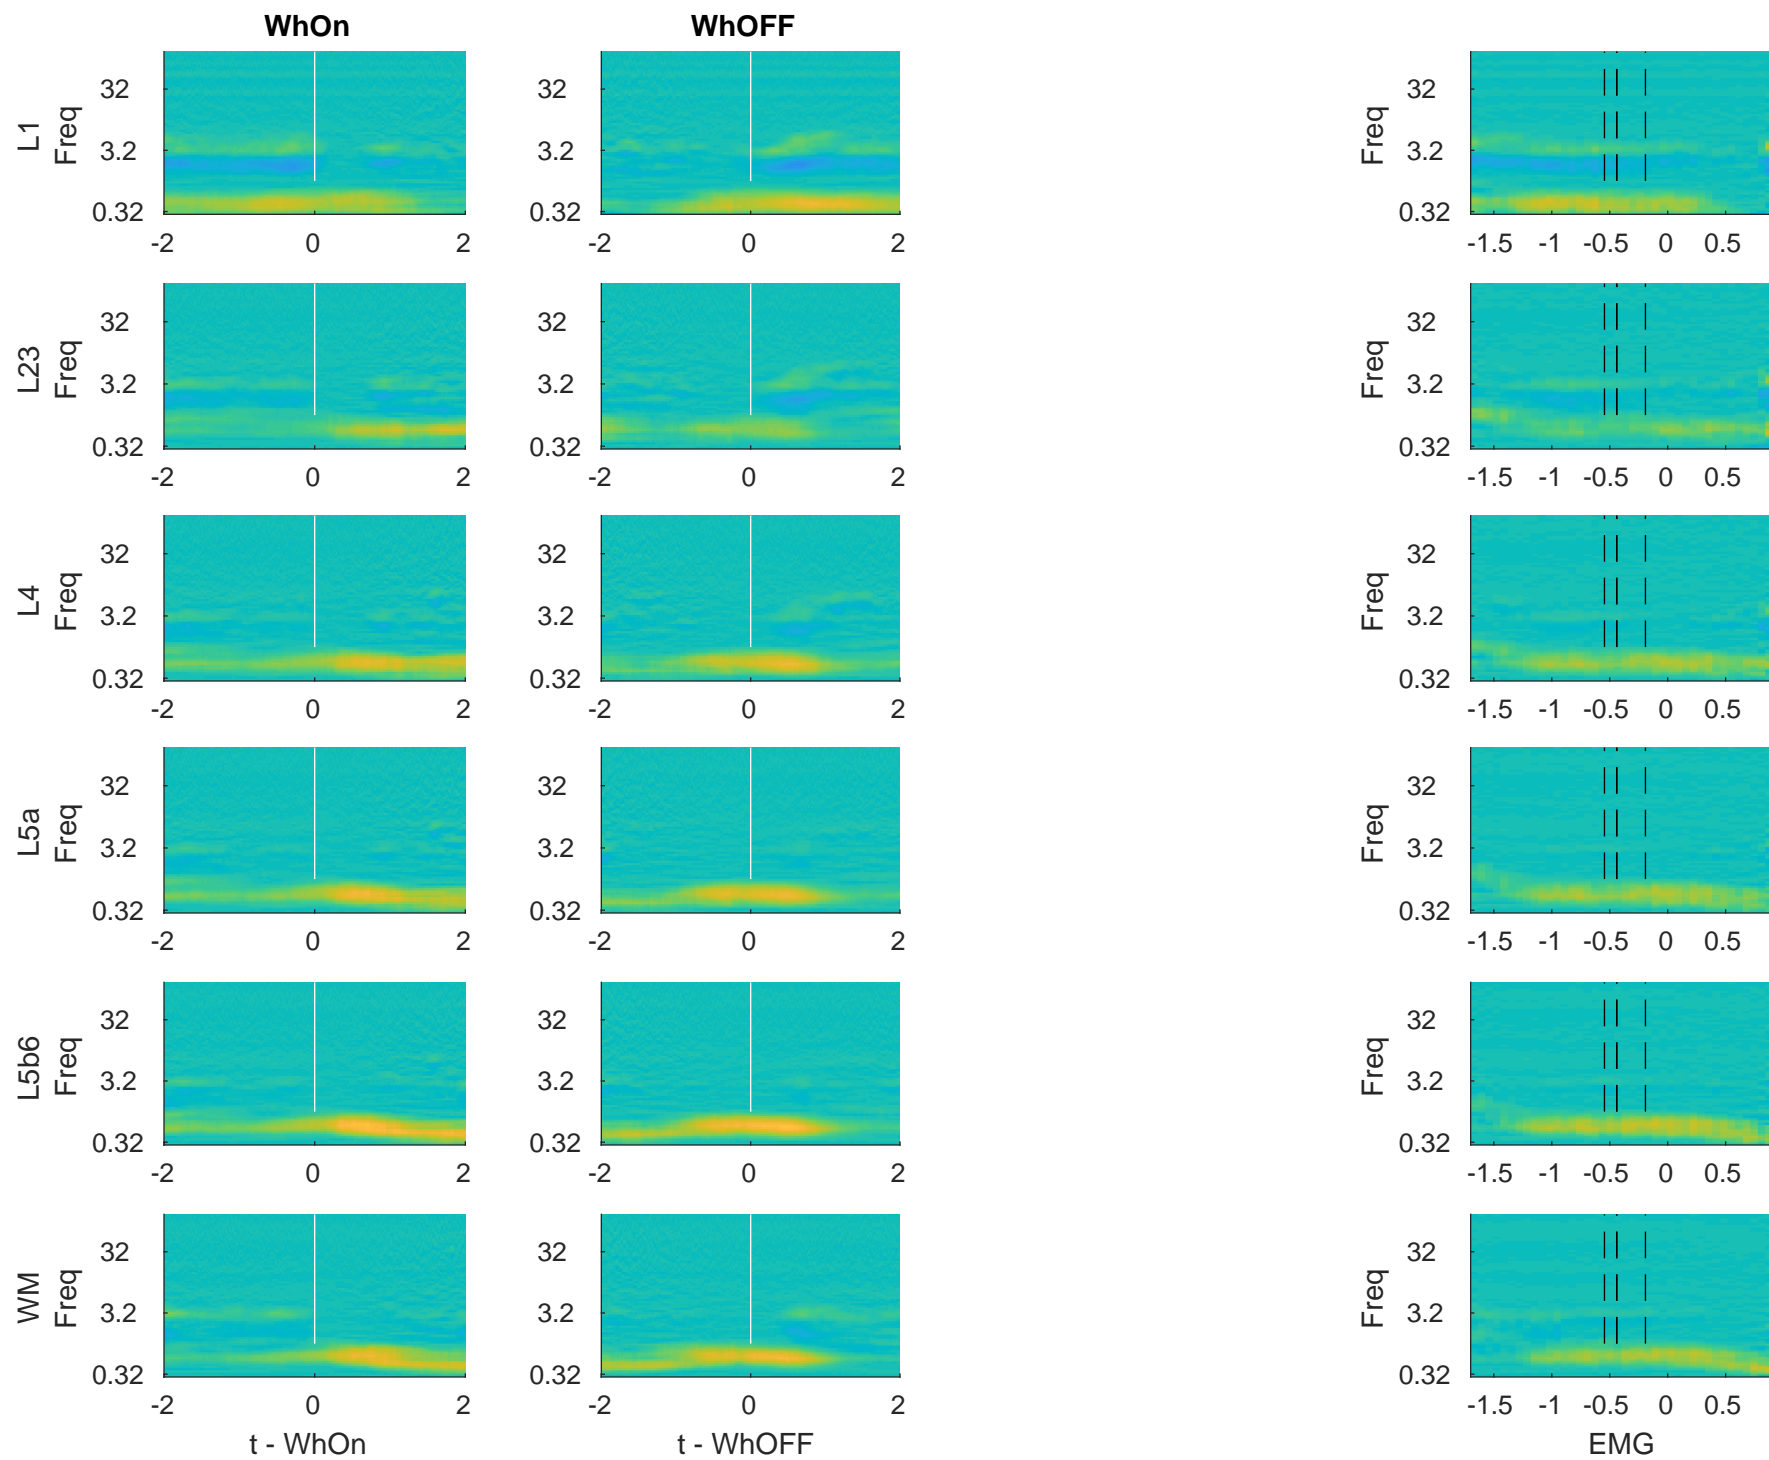 WhOn WhOFF
L1 Freq 32 3.2 0.32 32 3.2 0.32 Freq 32 3.2 0.32
-2 0 2 -2 0 2 -1.5 -1 -0.5 0 0.5
L23 Freq 32 3.2 0.32 32 3.2 0.32 Freq 32 3.2 0.32
-2 0 2 -2 0 2 -1.5 -1 -0.5 0 0.5
L4 Freq 32 3.2 0.32 32 3.2 0.32 Freq 32 3.2 0.32
-2 0 2 -2 0 2 -1.5 -1 -0.5 0 0.5
L5a Freq 32 3.2 0.32 32 3.2 0.32 Freq 32 3.2 0.32
-2 0 2 -2 0 2 -1.5 -1 -0.5 0 0.5
L5b6 Freq 32 3.2 0.32 32 3.2 0.32 Freq 32 3.2 0.32
-2 0 2 -2 0 2 -1.5 -1 -0.5 0 0.5
WM Freq 32 3.2 0.32 32 3.2 0.32 Freq 32 3.2 0.32
-2 0 2 -2 0 2 -1.5 -1 -0.5 0 0.5
t - WhOn t - WhOFF EMG